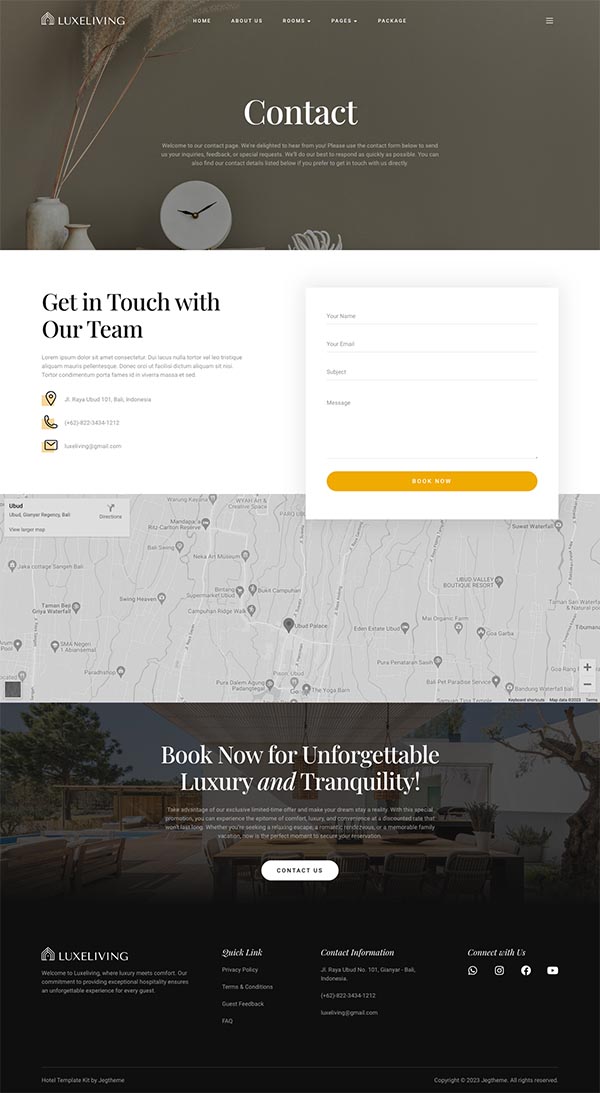 LUXELIVING
HOME ABOUT US ROOMS PAGES PACKAGE
Contact
Welcome to our contact page. We're delighted to hear from you! Please use the contact form below to send
us your inquiries, feedback, or special requests. We'll do our best to respond as quickly as possible. You can
also find our contact details listed below if you prefer to get in touch with us directly.
Get in Touch with
Our Team
Lorem ipsum dolor sit amet consectetur. Dui lacus nulla tortor vel leo tristique
aliquam mauris pellentesque. Donec orci ut facilisi dictum aliquam sit nisi.
Tortor condimentum porta fames id in viverra massa et sed.
Jl. Raya Ubud 101, Bali, Indonesia
(+62)-822-3434-1212
luxeliving@gmail.com
Your Name
Your Email
Subject
Message
BOOK NOW
Ubud
Ubud, Gianyar Regency, Bali
Directions
View larger map
Warung Keyana
WYAH Art &
Creative Space
Mandapa, a
Ritz-Carlton Reserve
Bali Swing
Neka Art Museum
Suwat Waterfall
Jaka cottage Sangeh Bali
Taman Sari
Waterfall
& Natural poo
Swing Heaven
Bintang
Supermarket Ubud
Bukit Campuhan
UBUD VALLEY
BOUTIQUE RESORT
Taman Beji
Griya Waterfall
Campuhan Ridge Walk
Ubud Palace
Eden Estate Ubud
Mai Organic Farm
Goa Garba
Tibumana
SMA Negeri
1 Abiansemal
Paradhishop
Pura Penataran Sasih
Pura Dalem Agung
Padangtegal
The Yoga Barn
Bali Pet Paradise Service
Bandung Waterfall Bali
Keyboard shortcuts Map data ©2023 Terms
Book Now for Unforgettable
Luxury and Tranquility!
Take advantage of our exclusive limited-time offer and make your dream stay a reality. With this special
promotion, you can experience the epitome of comfort, luxury, and convenience at a discounted rate that
won't last long. Whether you're seeking a relaxing escape, a romantic rendezvous, or a memorable family
vacation, now is the perfect moment to secure your reservation.
CONTACT US
LUXELIVING
Welcome to Luxeliving, where luxury meets comfort. Our
commitment to providing exceptional hospitality ensures
an unforgettable experience for every guest.
Quick Link
Privacy Policy
Terms & Conditions
Guest Feedback
FAQ
Contact Information
Jl. Raya Ubud No. 101, Gianyar - Bali,
Indonesia.
(+62)-822-3434-1212
luxeliving@gmail.com
Connect with Us
Hotel Template Kit by Jegtheme
Copyright © 2023 Jegtheme. All rights reserved.